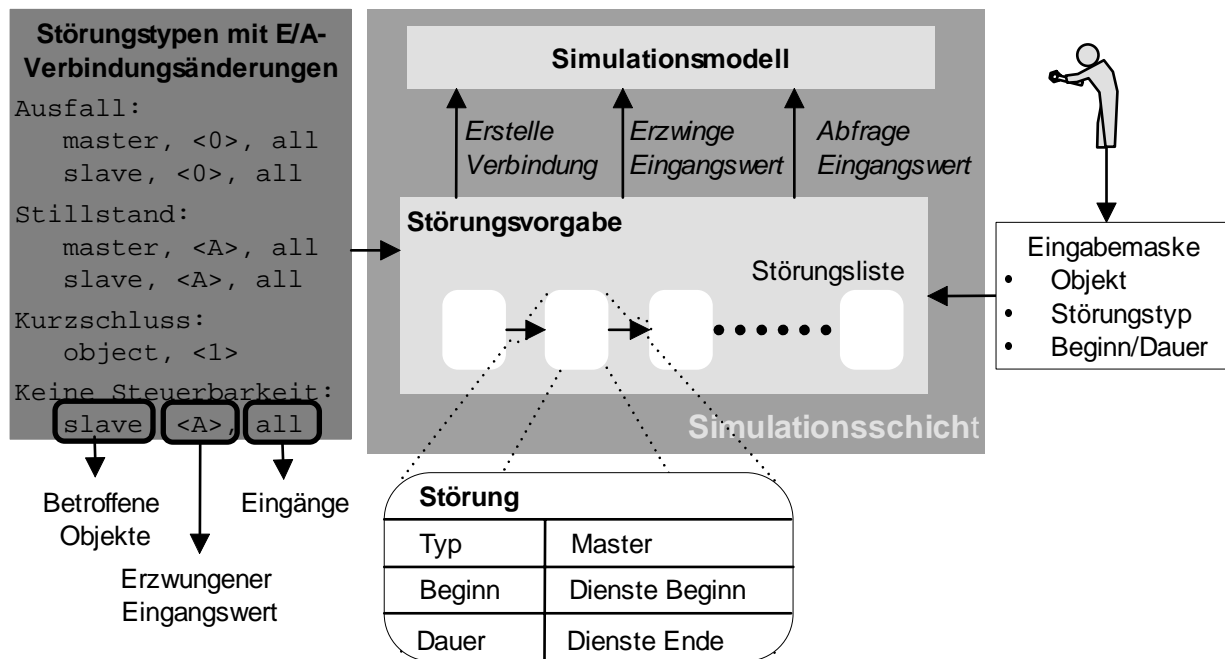 Störungstypen mit E/A-
Verbindungsänderungen
Ausfall:
master, <0>, all
slave, <0>, all
Stillstand:
master, <A>, all
slave, <A>, all
Kurzschluss:
object, <1>
Keine Steuerbarkeit:
slave <A>, all
Betroffene
Objekte
Eingänge
Erzwungener
Eingangswert
Simulationsmodell
Erstelle
Verbindung
Erzwinge
Eingangswert
Abfrage
Eingangswert
Störungsvorgabe
Störungsliste
Simulationsschicht
Störung
Typ Master
Beginn Dienste Beginn
Dauer Dienste Ende
Eingabemaske
• Objekt
• Störungstyp
• Beginn/Dauer